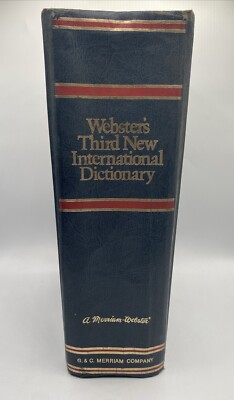 Webster's
Third New
International
Dictionary
a Merriam-Webster
G. & C. MERRIAM COMPANY